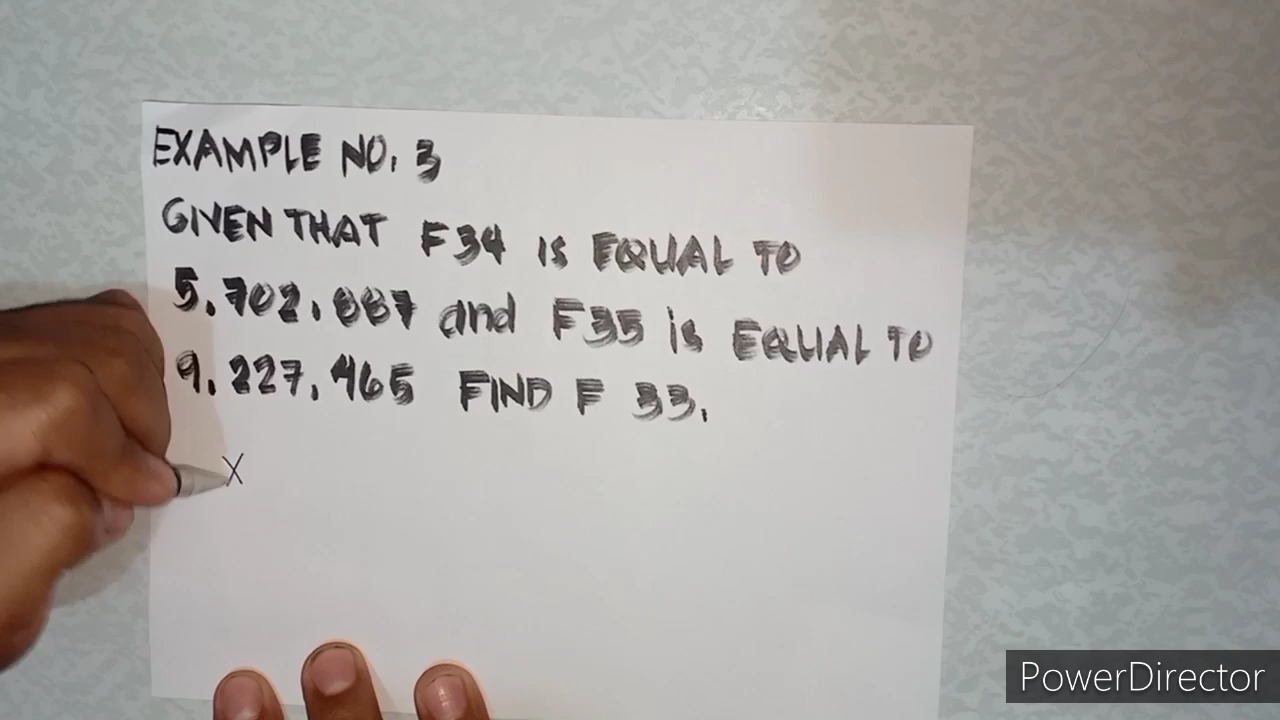 EXAMPLE NO. 3
GIVEN THAT F34 IS EQUAL TO
5,702,887 and F35 is EQUAL TO
9,227,465 FIND F 33.
X
PowerDirector